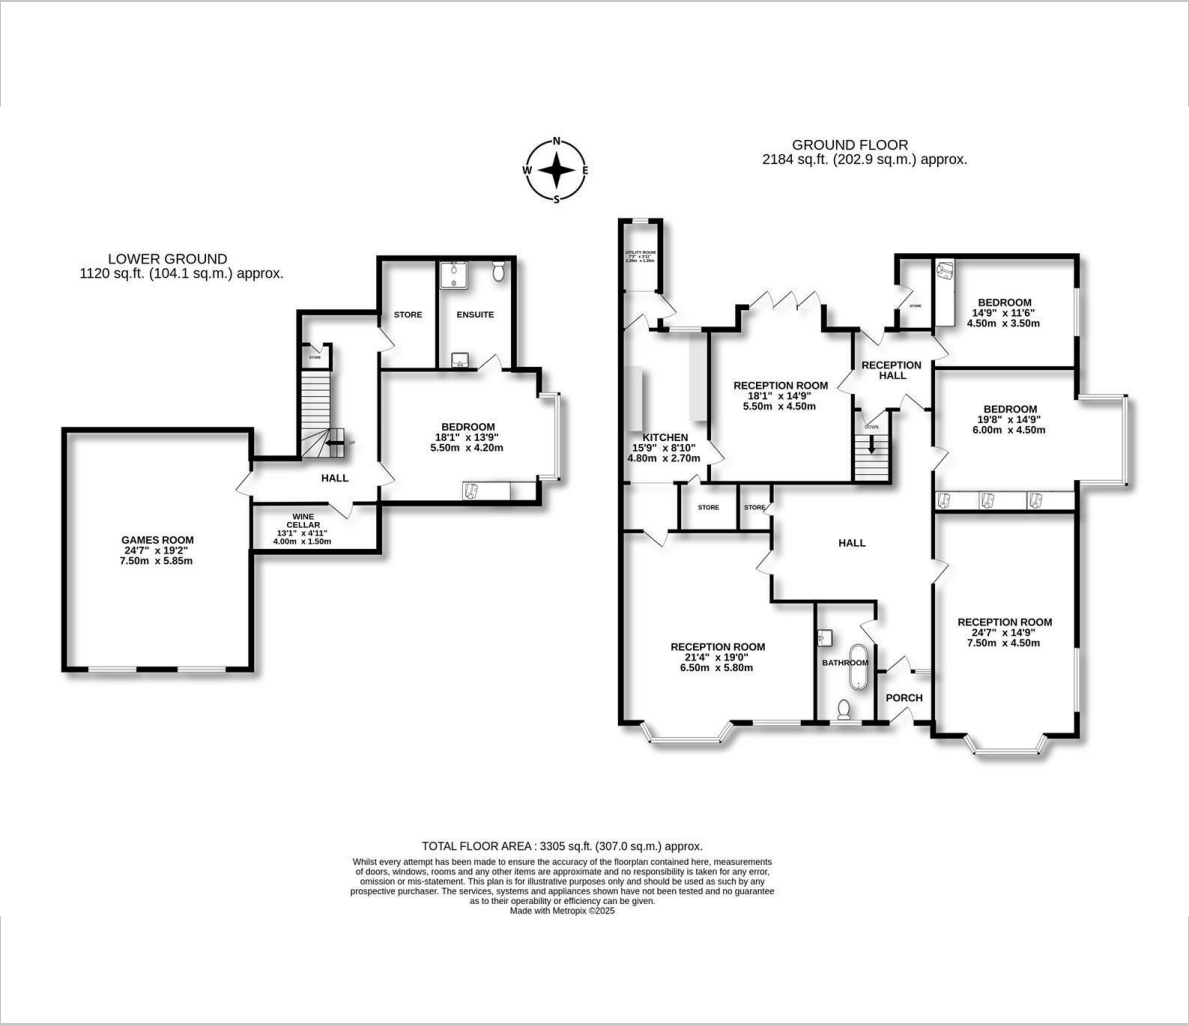 N
W
E
S
GROUND FLOOR
2184 sq.ft. (202.9 sq.m.) approx.
LOWER GROUND
1120 sq.ft. (104.1 sq.m.) approx.
STORE
ENSUITE
STORE
BEDROOM
18'1" x 13'9"
5.50m x 4.20m
UP
HALL
WINE
CELLAR
13'1" x 4'11"
4.00m x 1.50m
GAMES ROOM
24'7" x 19'2"
7.50m x 5.85m
UTILITY ROOM
7'3" x 3'11"
2.20m x 1.20m
STORE
BEDROOM
14'9" x 11'6"
4.50m x 3.50m
RECEPTION
HALL
RECEPTION ROOM
18'1" x 14'9"
5.50m x 4.50m
BEDROOM
19'8" x 14'9"
6.00m x 4.50m
DOWN
KITCHEN
15'9" x 8'10"
4.80m x 2.70m
STORE
STORE
HALL
RECEPTION ROOM
24'7" x 14'9"
7.50m x 4.50m
RECEPTION ROOM
21'4" x 19'0"
6.50m x 5.80m
BATHROOM
PORCH
TOTAL FLOOR AREA : 3305 sq.ft. (307.0 sq.m.) approx.
Whilst every attempt has been made to ensure the accuracy of the floorplan contained here, measurements
of doors, windows, rooms and any other items are approximate and no responsibility is taken for any error,
omission or mis-statement. This plan is for illustrative purposes only and should be used as such by any
prospective purchaser. The services, systems and appliances shown have not been tested and no guarantee
as to their operability or efficiency can be given.
Made with Metropix ©2025